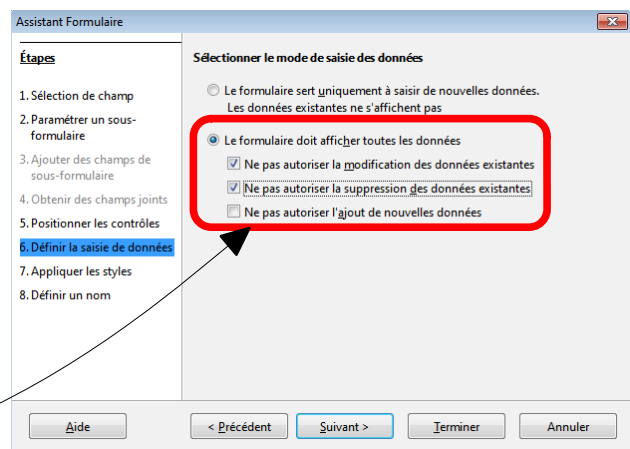 Assistant Formulaire
Étapes
1. Sélection de champ
2. Paramétrer un sous-
formulaire
3. Ajouter des champs de
sous-formulaire
4. Obtenir des champs joints
5. Positionner les contrôles
6. Définir la saisie de données
7. Appliquer les styles
8. Définir un nom
Sélectionner le mode de saisie des données
Le formulaire sert uniquement à saisir de nouvelles données.
Les données existantes ne s'affichent pas
Le formulaire doit afficher toutes les données
Ne pas autoriser la modification des données existantes
Ne pas autoriser la suppression des données existantes
Ne pas autoriser l'ajout de nouvelles données
Aide
< Précédent
Suivant >
Terminer
Annuler